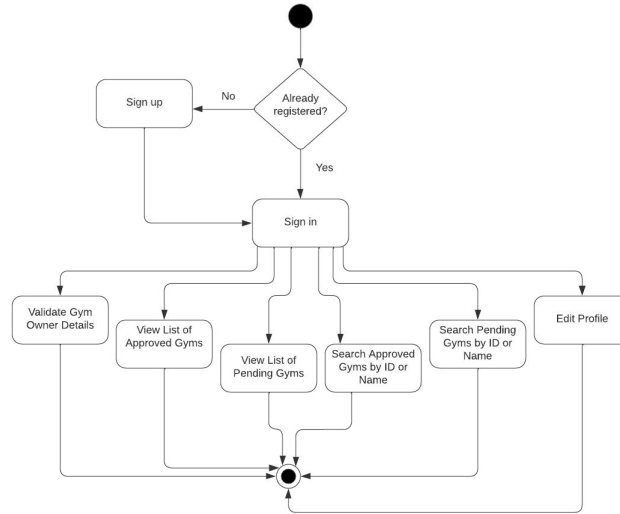 Already
registered?
No
Sign up
Yes
Sign in
Validate Gym
Owner Details
View List of
Approved Gyms
View List of
Pending Gyms
Search Approved
Gyms by ID or
Name
Search Pending
Gyms by ID or
Name
Edit Profile